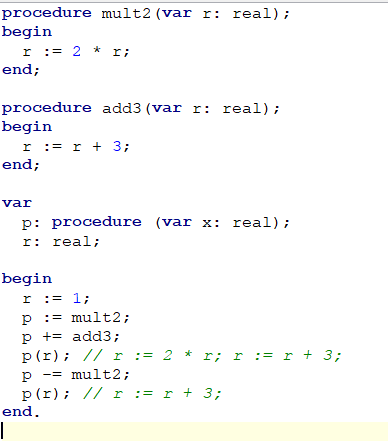 procedure mult2(var r: real);
begin
  r := 2 * r;
end;

procedure add3(var r: real);
begin
  r := r + 3;
end;

var
  p: procedure (var x: real);
  r: real;

begin
  r := 1;
  p := mult2;
  p += add3;
  p(r); // r := 2 * r; r := r + 3;
  p -= mult2;
  p(r); // r := r + 3;
end.